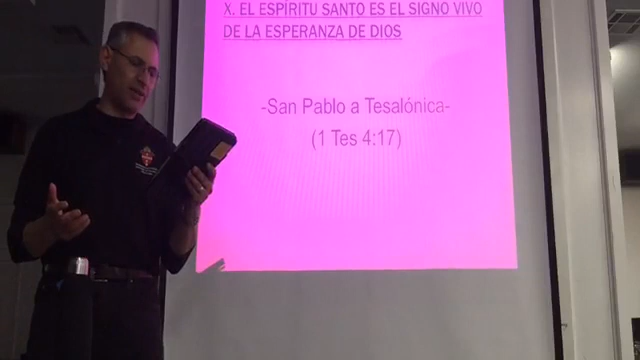 X. EL ESPÍRITU SANTO ES EL SIGNO VIVO
DE LA ESPERANZA DE DIOS
-San Pablo a Tesalónica-
(1 Tes 4:17)